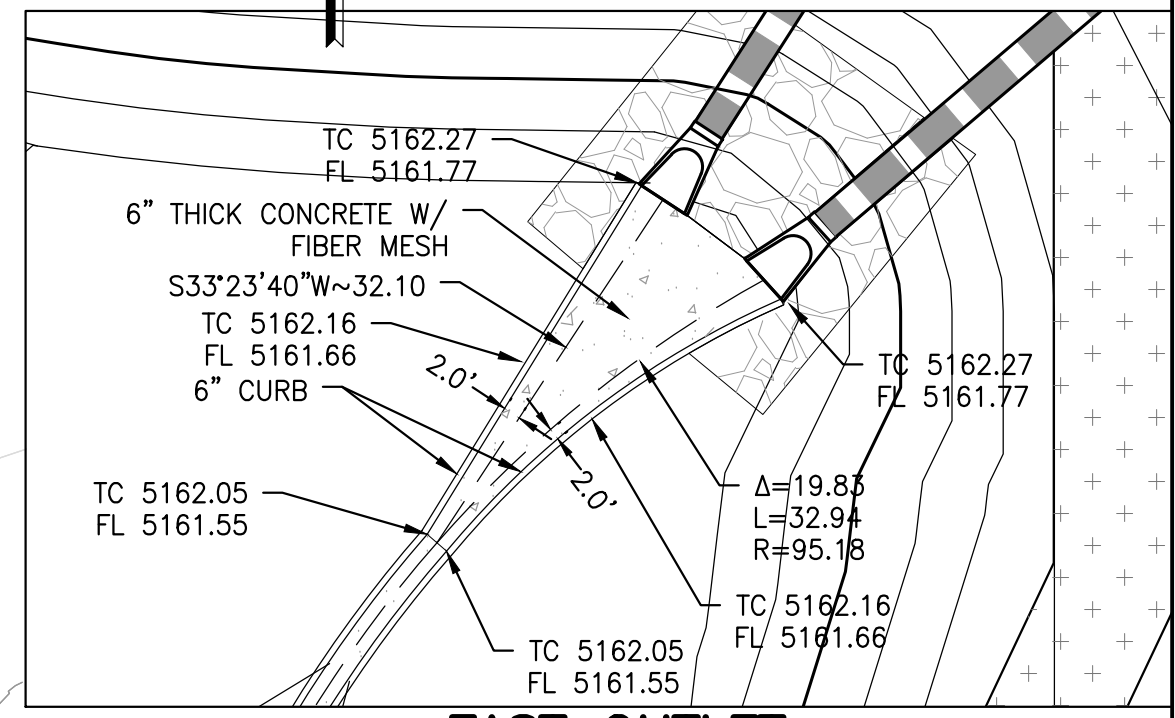 TC 5162.27
FL 5161.77
6” THICK CONCRETE W/
FIBER MESH
S33°23'40”W~32.10
TC 5162.16
FL 5161.66
6” CURB
2.0'
2.0'
TC 5162.05
FL 5161.55
TC 5162.27
FL 5161.77
Δ=19.83
L=32.94
R=95.18
TC 5162.16
FL 5161.66
TC 5162.05
FL 5161.55